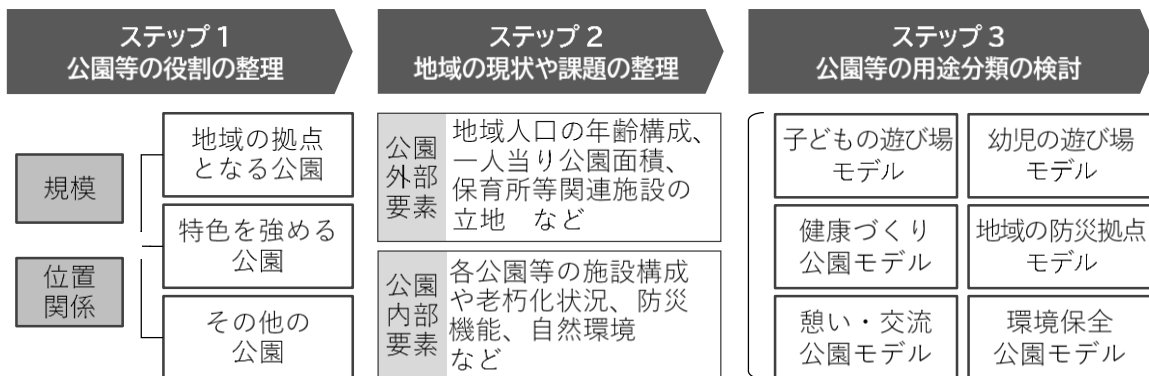 ステップ1
公園等の役割の整理
規模
位置
関係
地域の拠点
となる公園
特色を強める
公園
その他の
公園
ステップ2
地域の現状や課題の整理
公園
外部
要素
地域人口の年齢構成、
一人当り公園面積、
保育所等関連施設の
立地　など
公園
内部
要素
各公園等の施設構成
や老朽化状況、防災
機能、自然環境
など
ステップ3
公園等の用途分類の検討
子どもの遊び場
モデル
幼児の遊び場
モデル
健康づくり
公園モデル
地域の防災拠点
モデル
憩い・交流
公園モデル
環境保全
公園モデル